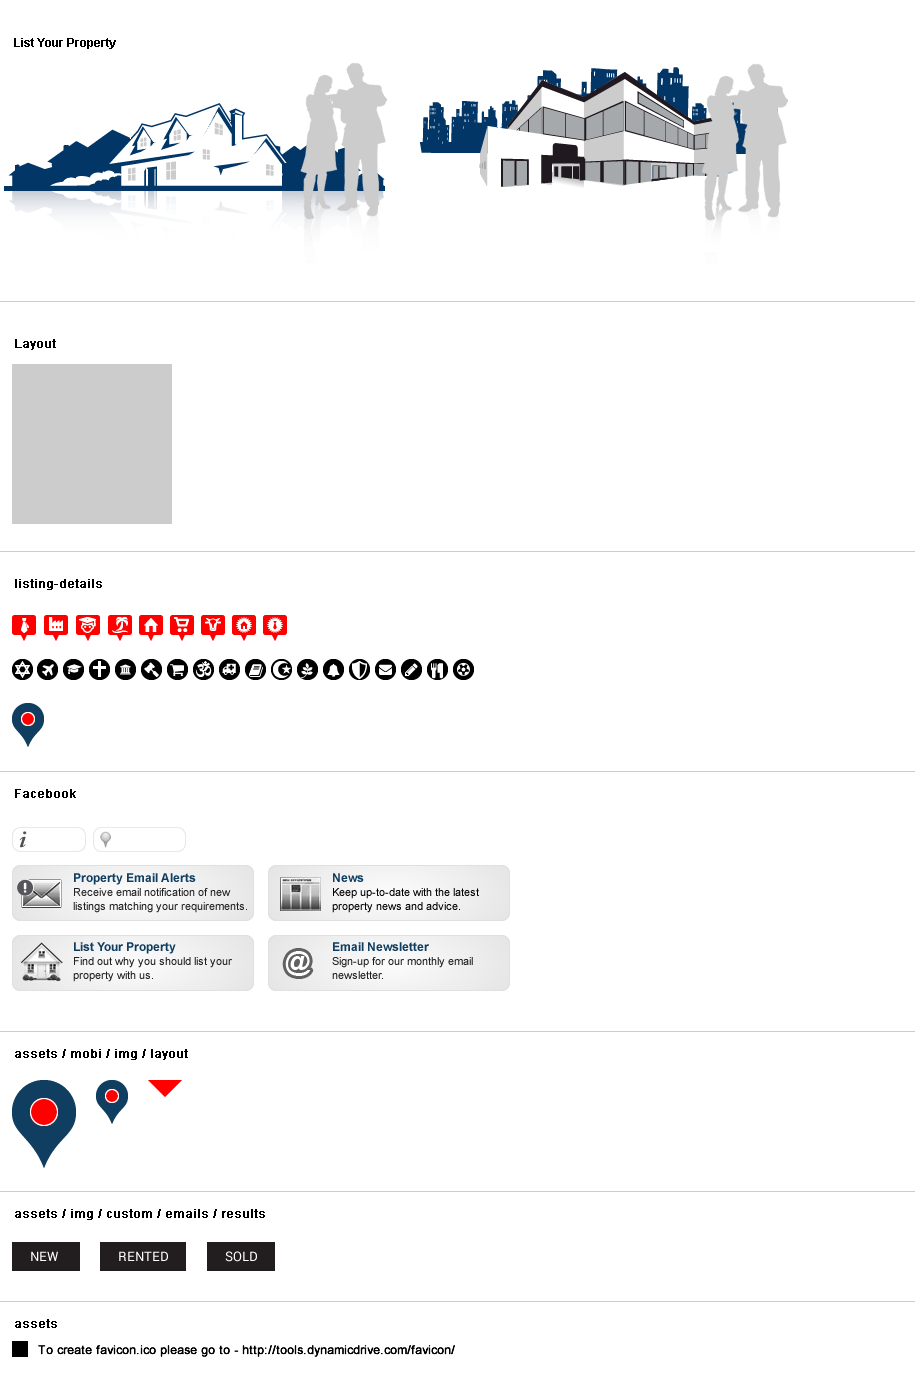 List Your Property
Layout
listing-details
Facebook
Property Email Alerts
Receive email notification of new
listings matching your requirements.
News
Keep up-to-date with the latest
property news and advice.
List Your Property
Find out why you should list your
property with us.
Email Newsletter
Sign-up for our monthly email
newsletter.
assets / mobi / img / layout
assets / img / custom / emails / results
NEW
RENTED
SOLD
assets
To create favicon.ico please go to - http://tools.dynamicdrive.com/favicon/